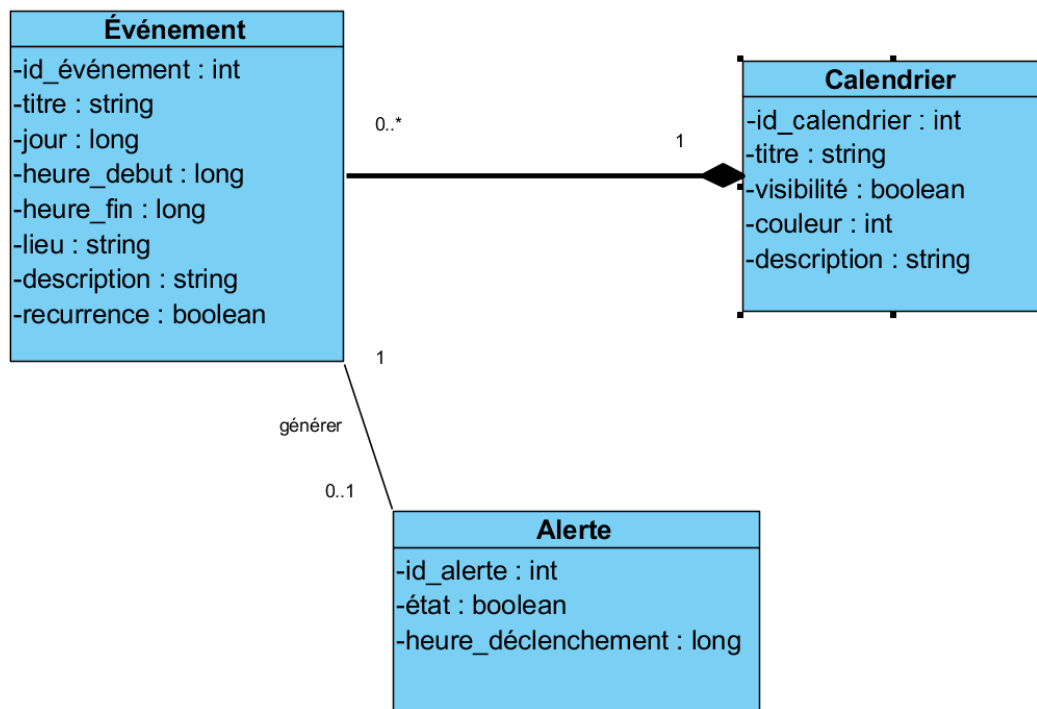 Événement
-id_événement : int
-titre : string
-jour : long
-heure_debut : long
-heure_fin : long
-lieu : string
-description : string
-recurrence : boolean
0..*
1
Calendrier
-id_calendrier : int
-titre : string
-visibilité : boolean
-couleur : int
-description : string
1
générer
0..1
Alerte
-id_alerte : int
-état : boolean
-heure_déclenchement : long